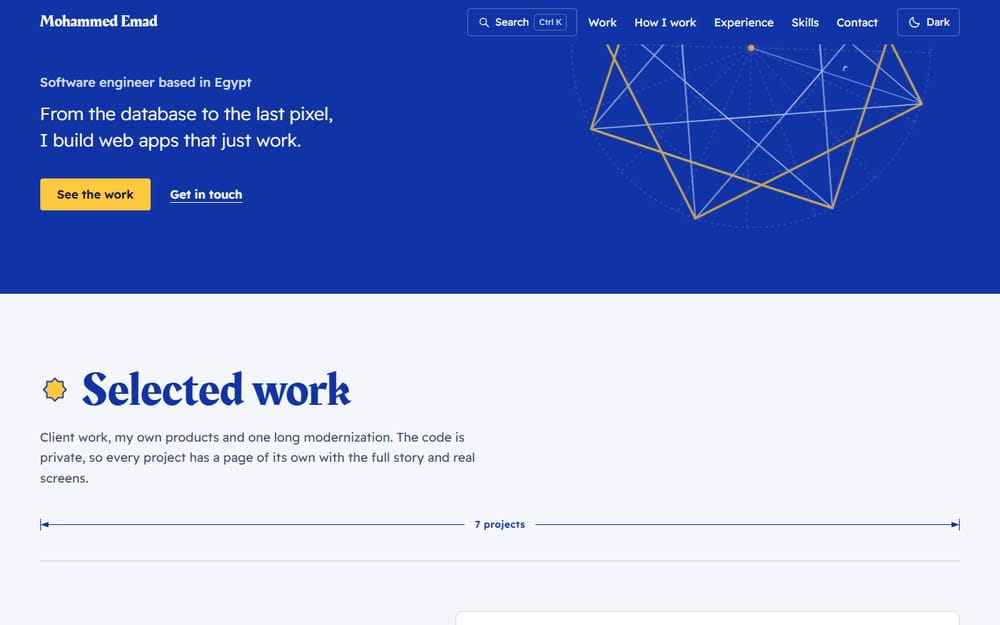 Mohammed Emad
Search Ctrl K
Work
How I work
Experience
Skills
Contact
Dark
Software engineer based in Egypt
From the database to the last pixel,
I build web apps that just work.
See the work
Get in touch
r
Selected work
Client work, my own products and one long modernization. The code is
private, so every project has a page of its own with the full story and real
screens.
7 projects